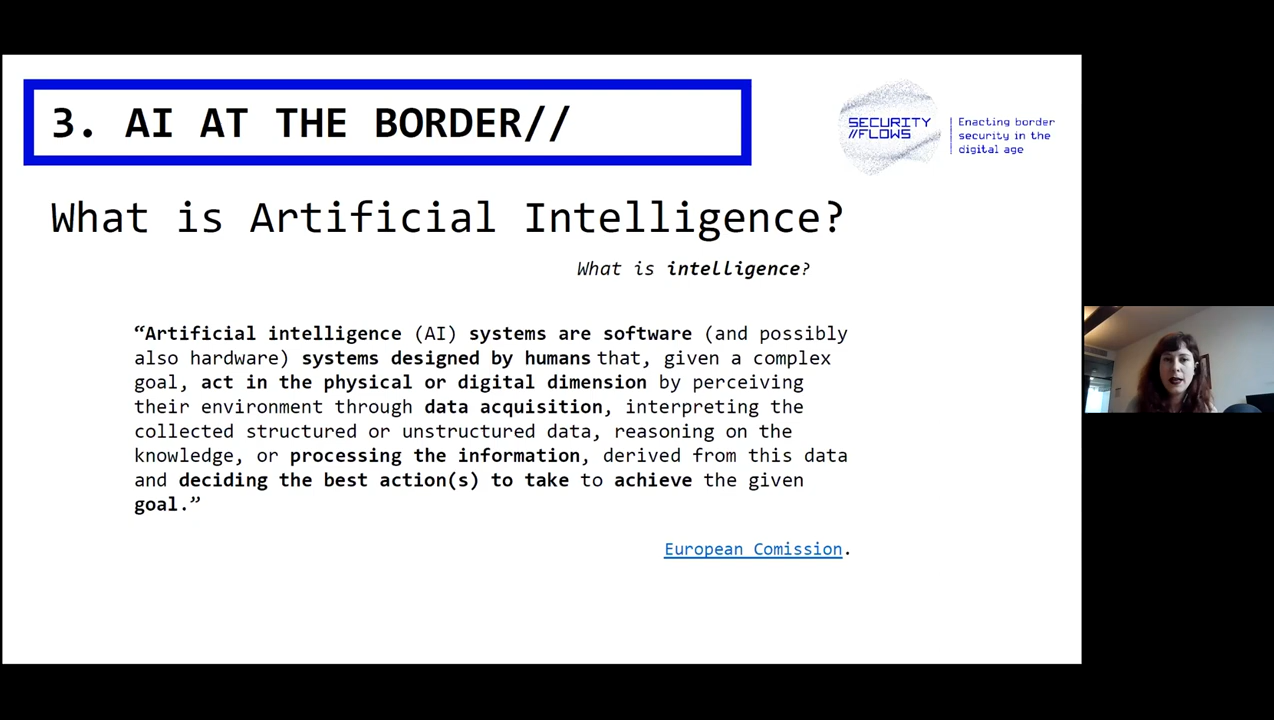 3. AI AT THE BORDER//
SECURITY
//FLOWS
Enacting border
security in the
digital age
What is Artificial Intelligence?
What is intelligence?
“Artificial intelligence (AI) systems are software (and possibly
also hardware) systems designed by humans that, given a complex
goal, act in the physical or digital dimension by perceiving
their environment through data acquisition, interpreting the
collected structured or unstructured data, reasoning on the
knowledge, or processing the information, derived from this data
and deciding the best action(s) to take to achieve the given
goal.”
European Comission.